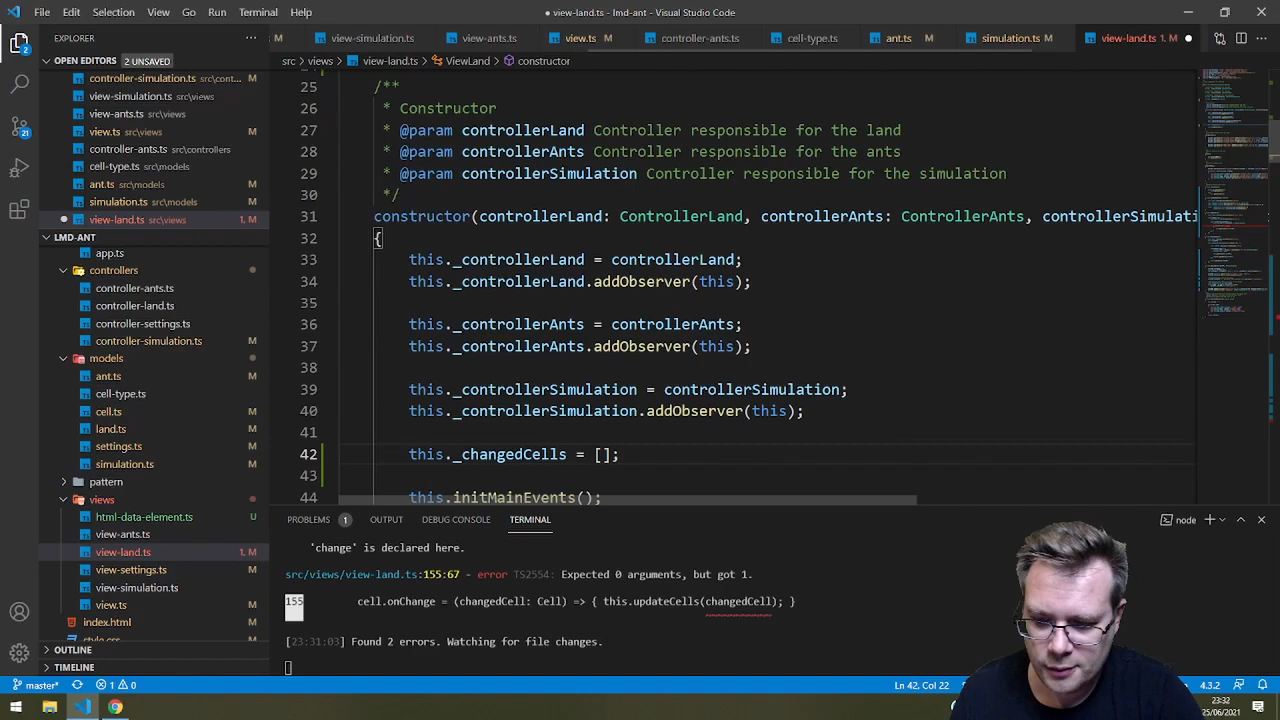 File Edit Selection View Go Run Terminal Help
● view-land.ts - lmd-ant - Visual Studio Code
EXPLORER
M view-simulation.ts view-ants.ts view.ts M controller-ants.ts cell-type.ts ant.ts M simulation.ts M view-land.ts 1, M
OPEN EDITORS 2 UNSAVED
src > views > view-land.ts > ViewLand > constructor
controller-simulation.ts src\cont... M
view-simulation.ts src\views
view-ants.ts src\views
view.ts src\views M
controller-ants.ts src\controllers
cell-type.ts src\models
ant.ts src\models M
simulation.ts src\models M
view-land.ts src\views 1, M
LMD-ANT
app.ts
controllers
controller-ants.ts
controller-land.ts
controller-settings.ts
controller-simulation.ts M
models
ant.ts M
cell-type.ts
cell.ts M
land.ts M
settings.ts M
simulation.ts M
pattern
views
html-data-element.ts U
view-ants.ts
view-land.ts 1, M
view-settings.ts M
view-simulation.ts
view.ts M
index.html M
style.css
OUTLINE
TIMELINE
25 /**
26 * Constructor
27 * @param controllerLand Controller responsible for the land
28 * @param controllerAnts Controller responsible for the ants
29 * @param controllerSimulation Controller responsible for the simulation
30 */
31 constructor(controllerLand: ControllerLand, controllerAnts: ControllerAnts, controllerSimulati
32 {
33 this._controllerLand = controllerLand;
34 this._controllerLand.addObserver(this);
35
36 this._controllerAnts = controllerAnts;
37 this._controllerAnts.addObserver(this);
38
39 this._controllerSimulation = controllerSimulation;
40 this._controllerSimulation.addObserver(this);
41
42 this._changedCells = [];
43
44 this.initMainEvents();
PROBLEMS 1 OUTPUT DEBUG CONSOLE TERMINAL
node
'change' is declared here.
src/views/view-land.ts:155:67 - error TS2554: Expected 0 arguments, but got 1.
155 cell.onChange = (changedCell: Cell) => { this.updateCells(changedCell); }
[23:31:03] Found 2 errors. Watching for file changes.
master* 1 0
Ln 42, Col 22
4.3.2
23:32
25/06/2021